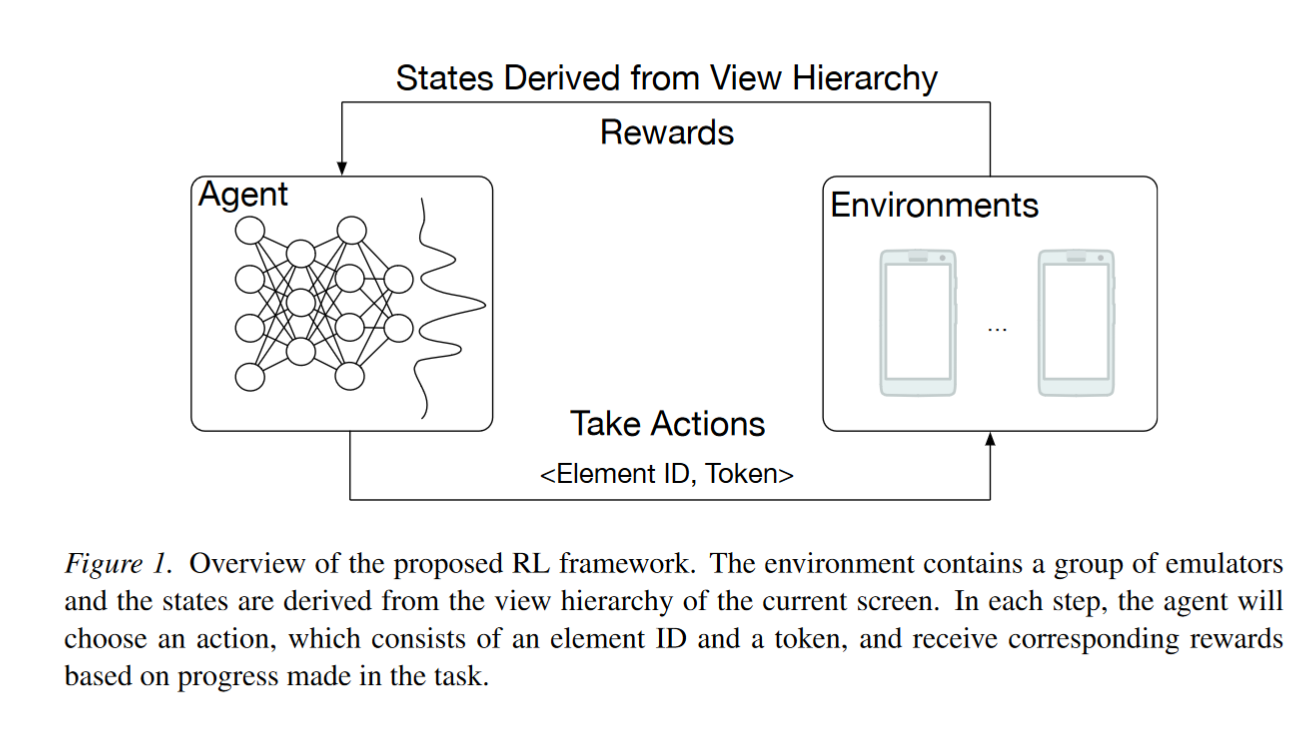 States Derived from View Hierarchy
Rewards
Agent
Environments
...
Take Actions
<Element ID, Token>
Figure 1. Overview of the proposed RL framework. The environment contains a group of emulators
and the states are derived from the view hierarchy of the current screen. In each step, the agent will
choose an action, which consists of an element ID and a token, and receive corresponding rewards
based on progress made in the task.